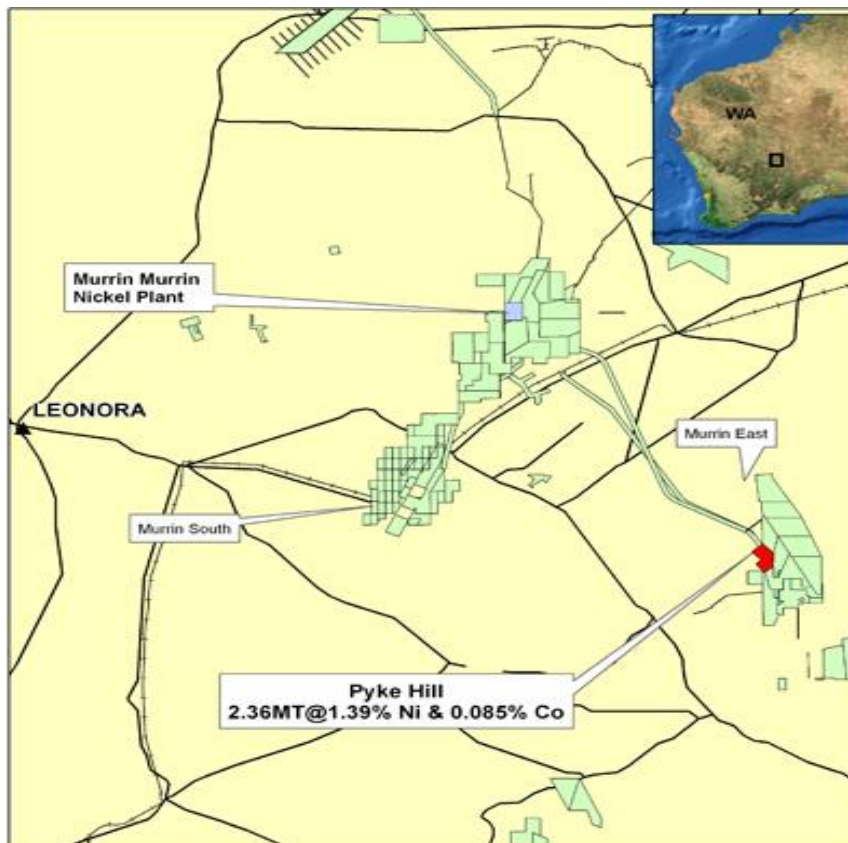 WA
Murrin Murrin
Nickel Plant
LEONORA
Murrin East
Murrin South
Pyke Hill
2.36MT@1.39% Ni & 0.085% Co